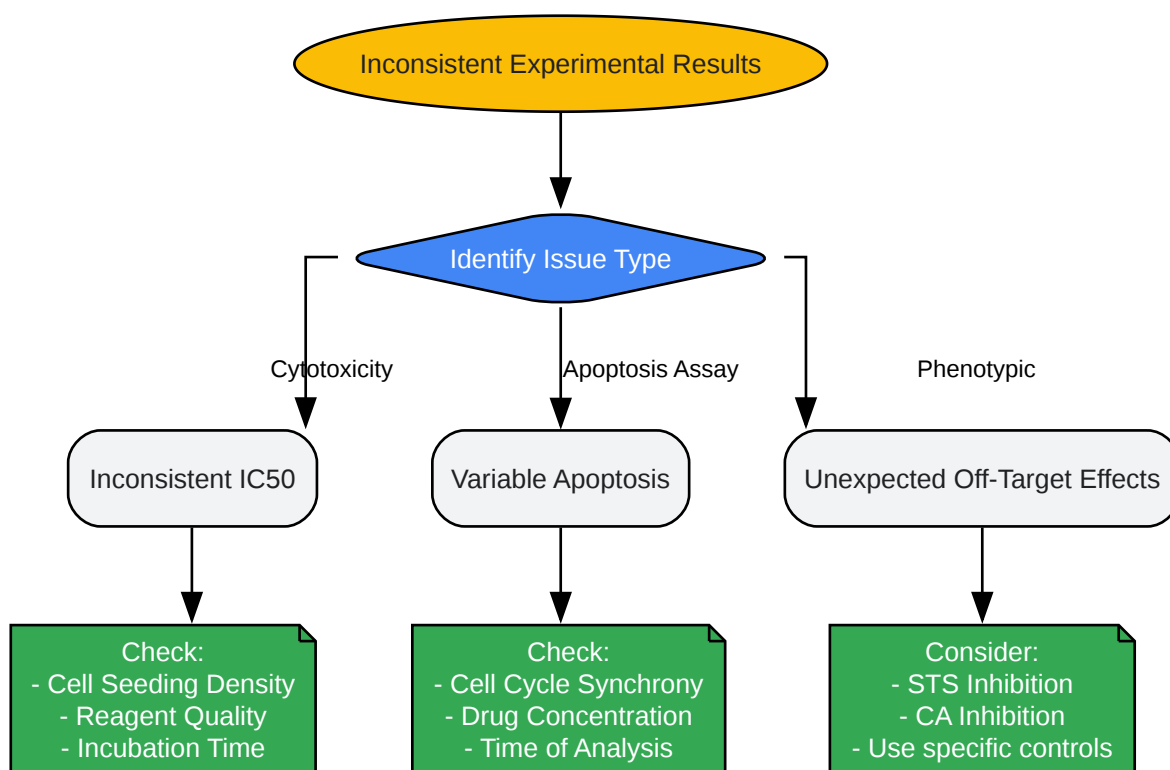 Inconsistent Experimental Results
Identify Issue Type
Cytotoxicity
Apoptosis Assay
Phenotypic
Inconsistent IC50
Variable Apoptosis
Unexpected Off-Target Effects
Check:
- Cell Seeding Density
- Reagent Quality
- Incubation Time
Check:
- Cell Cycle Synchrony
- Drug Concentration
- Time of Analysis
Consider:
- STS Inhibition
- CA Inhibition
- Use specific controls